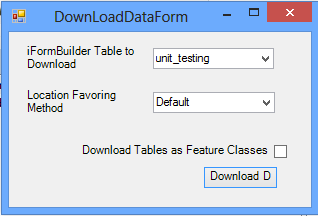 DownLoadDataForm
iFormBuilder Table to
Download
unit_testing
Location Favoring
Method
Default
Download Tables as Feature Classes
Download D